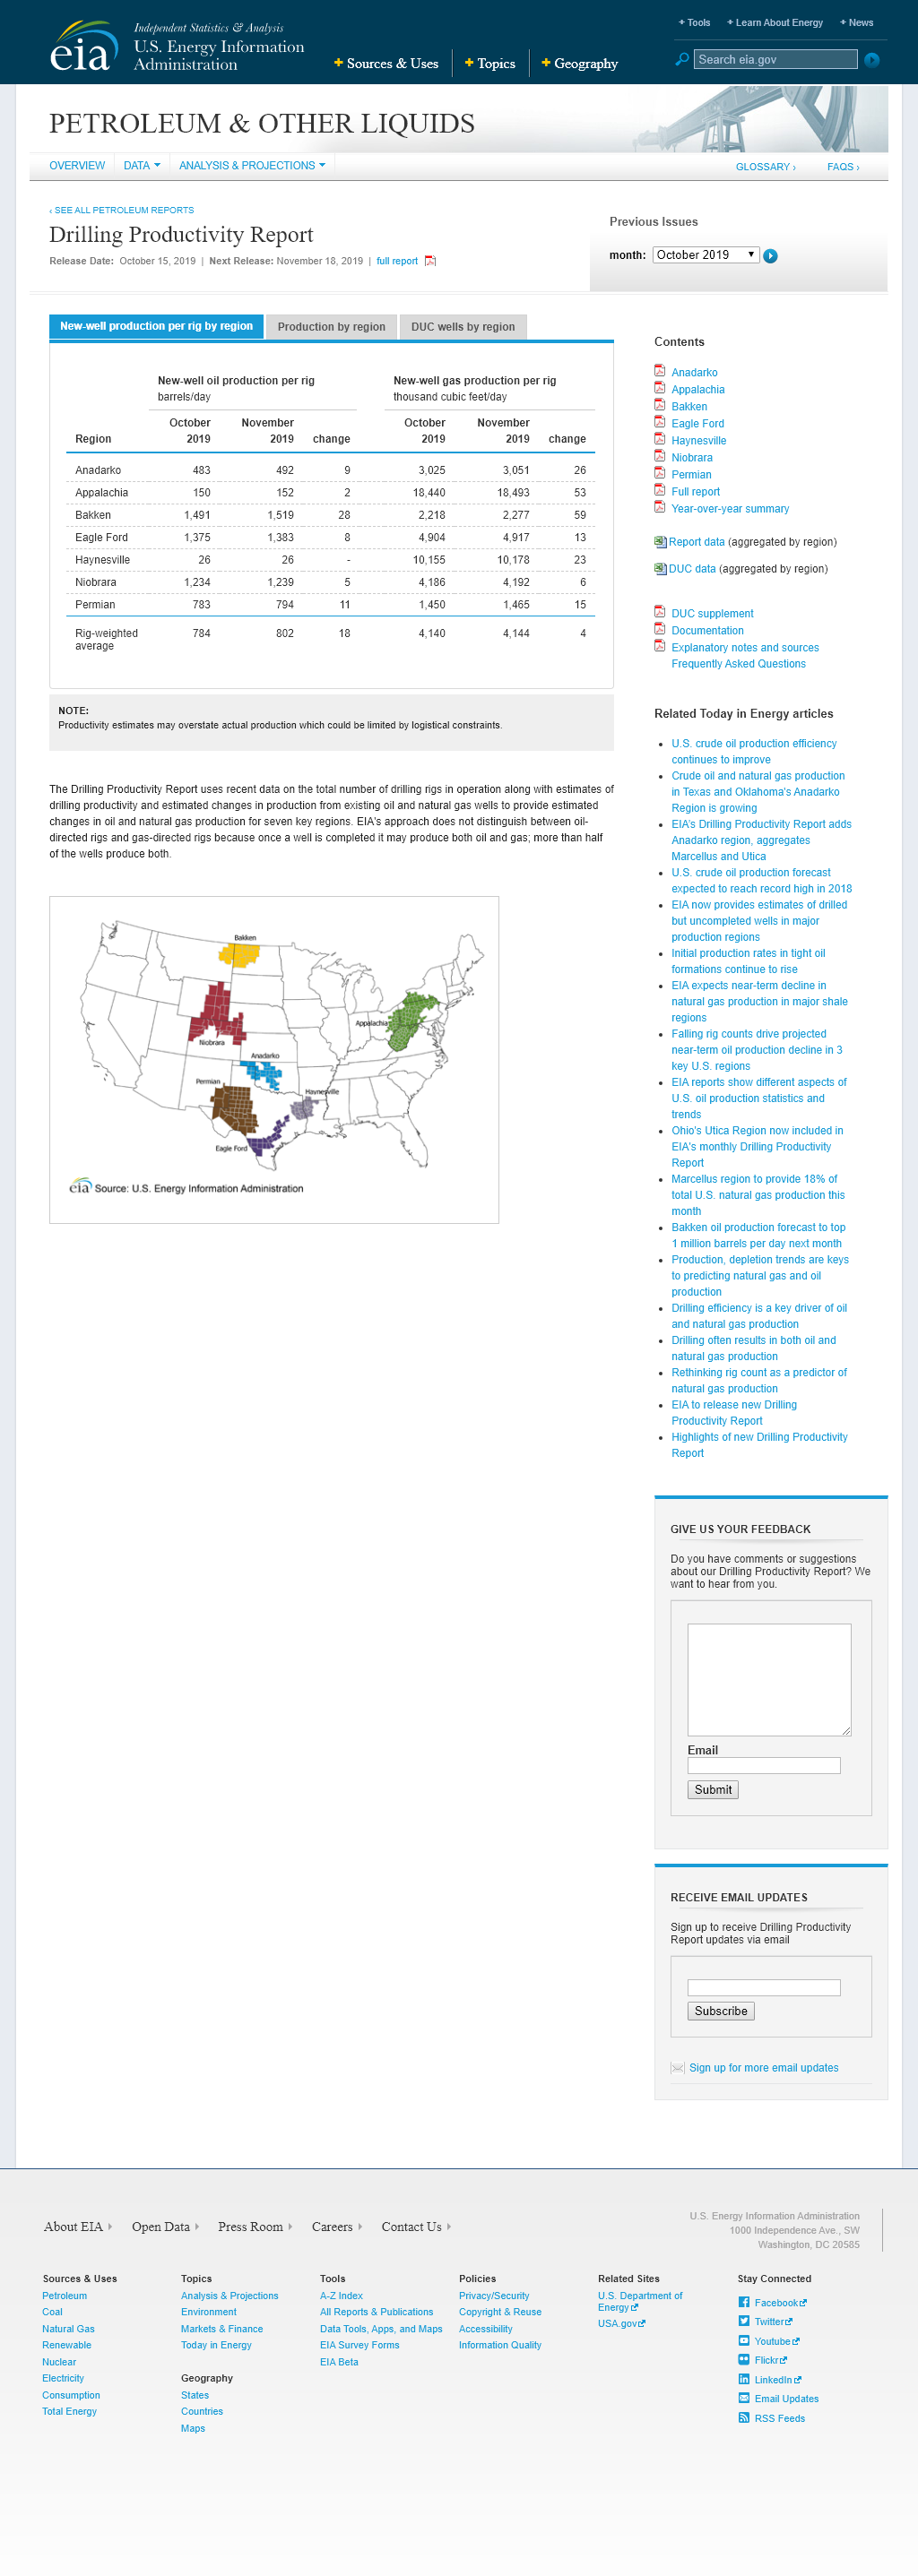 Independent Statistics & Analysis
U.S. Energy Information
Administration
eia
Tools
Learn About Energy
News
Sources & Uses
Topics
Geography
Search eia.gov
PETROLEUM & OTHER LIQUIDS
OVERVIEW
DATA
ANALYSIS & PROJECTIONS
GLOSSARY ›
FAQS ›
‹ SEE ALL PETROLEUM REPORTS
Drilling Productivity Report
Release Date: October 15, 2019 | Next Release: November 18, 2019 | full report
Previous Issues
month: October 2019
New-well production per rig by region
Production by region
DUC wells by region
New-well oil production per rig New-well gas production per rig
barrels/day thousand cubic feet/day
October November October November
Region 2019 2019 change 2019 2019 change
Anadarko 483 492 9 3,025 3,051 26
Appalachia 150 152 2 18,440 18,493 53
Bakken 1,491 1,519 28 2,218 2,277 59
Eagle Ford 1,375 1,383 8 4,904 4,917 13
Haynesville 26 26 - 10,155 10,178 23
Niobrara 1,234 1,239 5 4,186 4,192 6
Permian 783 794 11 1,450 1,465 15
Rig-weighted 784 802 18 4,140 4,144 4
average
NOTE:
Productivity estimates may overstate actual production which could be limited by logistical constraints.
The Drilling Productivity Report uses recent data on the total number of drilling rigs in operation along with estimates of
drilling productivity and estimated changes in production from existing oil and natural gas wells to provide estimated
changes in oil and natural gas production for seven key regions. EIA's approach does not distinguish between oil-
directed rigs and gas-directed rigs because once a well is completed it may produce both oil and gas; more than half
of the wells produce both.
Bakken
Appalachia
Niobrara
Anadarko
Permian
Haynesville
Eagle Ford
eia Source: U.S. Energy Information Administration
Contents
Anadarko
Appalachia
Bakken
Eagle Ford
Haynesville
Niobrara
Permian
Full report
Year-over-year summary
Report data (aggregated by region)
DUC data (aggregated by region)
DUC supplement
Documentation
Explanatory notes and sources
Frequently Asked Questions
Related Today in Energy articles
U.S. crude oil production efficiency
continues to improve
Crude oil and natural gas production
in Texas and Oklahoma's Anadarko
Region is growing
EIA's Drilling Productivity Report adds
Anadarko region, aggregates
Marcellus and Utica
U.S. crude oil production forecast
expected to reach record high in 2018
EIA now provides estimates of drilled
but uncompleted wells in major
production regions
Initial production rates in tight oil
formations continue to rise
EIA expects near-term decline in
natural gas production in major shale
regions
Falling rig counts drive projected
near-term oil production decline in 3
key U.S. regions
EIA reports show different aspects of
U.S. oil production statistics and
trends
Ohio's Utica Region now included in
EIA's monthly Drilling Productivity
Report
Marcellus region to provide 18% of
total U.S. natural gas production this
month
Bakken oil production forecast to top
1 million barrels per day next month
Production, depletion trends are keys
to predicting natural gas and oil
production
Drilling efficiency is a key driver of oil
and natural gas production
Drilling often results in both oil and
natural gas production
Rethinking rig count as a predictor of
natural gas production
EIA to release new Drilling
Productivity Report
Highlights of new Drilling Productivity
Report
GIVE US YOUR FEEDBACK
Do you have comments or suggestions
about our Drilling Productivity Report? We
want to hear from you.
Email
Submit
RECEIVE EMAIL UPDATES
Sign up to receive Drilling Productivity
Report updates via email
Subscribe
Sign up for more email updates
About EIA
Open Data
Press Room
Careers
Contact Us
U.S. Energy Information Administration
1000 Independence Ave., SW
Washington, DC 20585
Sources & Uses
Petroleum
Coal
Natural Gas
Renewable
Nuclear
Electricity
Consumption
Total Energy
Topics
Analysis & Projections
Environment
Markets & Finance
Today in Energy
Geography
States
Countries
Maps
Tools
A-Z Index
All Reports & Publications
Data Tools, Apps, and Maps
EIA Survey Forms
EIA Beta
Policies
Privacy/Security
Copyright & Reuse
Accessibility
Information Quality
Related Sites
U.S. Department of
Energy
USA.gov
Stay Connected
Facebook
Twitter
Youtube
Flickr
LinkedIn
Email Updates
RSS Feeds